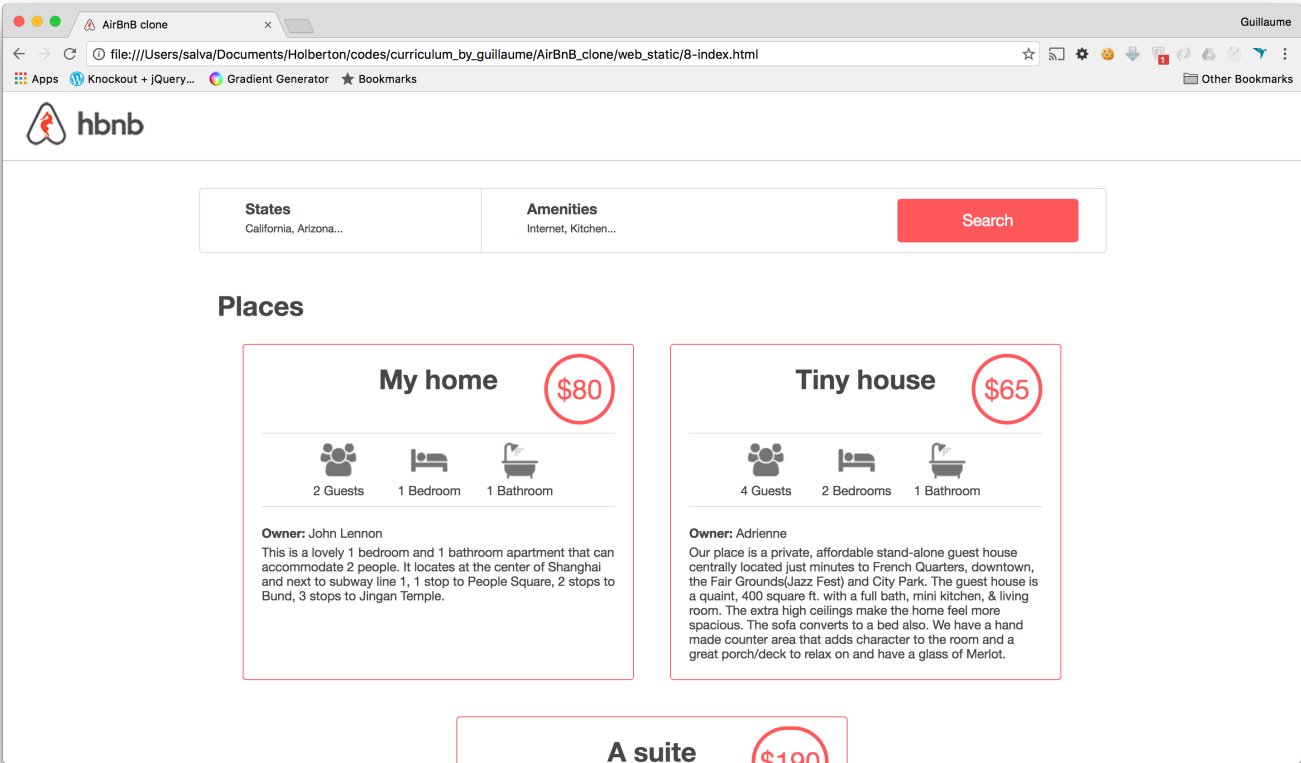 AirBnB clone
Guillaume
file:///Users/salva/Documents/Holberton/codes/curriculum_by_guillaume/AirBnB_clone/web_static/8-index.html
1
Apps Knockout + jQuery... Gradient Generator Bookmarks Other Bookmarks
hbnb
States
California, Arizona...
Amenities
Internet, Kitchen...
Search
Places
My home
$80
2 Guests 1 Bedroom 1 Bathroom
Owner: John Lennon
This is a lovely 1 bedroom and 1 bathroom apartment that can
accommodate 2 people. It locates at the center of Shanghai
and next to subway line 1, 1 stop to People Square, 2 stops to
Bund, 3 stops to Jingan Temple.
Tiny house
$65
4 Guests 2 Bedrooms 1 Bathroom
Owner: Adrienne
Our place is a private, affordable stand-alone guest house
centrally located just minutes to French Quarters, downtown,
the Fair Grounds(Jazz Fest) and City Park. The guest house is
a quaint, 400 square ft. with a full bath, mini kitchen, & living
room. The extra high ceilings make the home feel more
spacious. The sofa converts to a bed also. We have a hand
made counter area that adds character to the room and a
great porch/deck to relax on and have a glass of Merlot.
A suite
$190